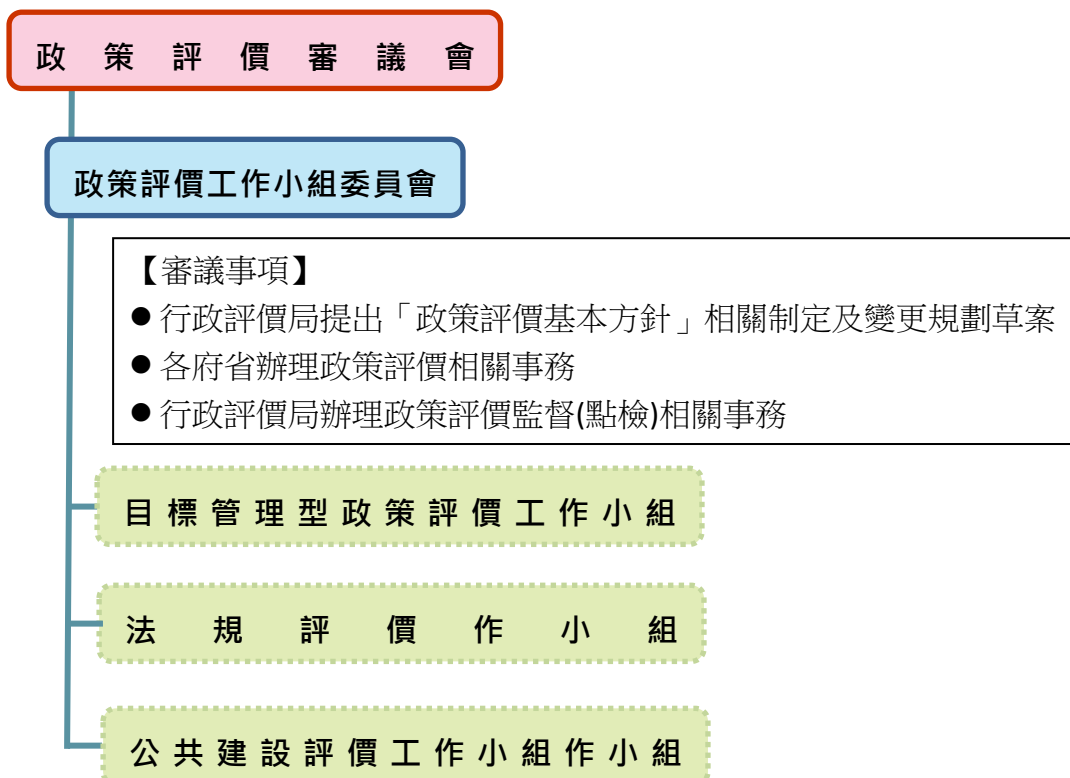 政策評價審議會
政策評價工作小組委員會
【審議事項】
●行政評價局提出「政策評價基本方針」相關制定及變更規劃草案
●各府省辦理政策評價相關事務
●行政評價局辦理政策評價監督(點檢)相關事務
目標管理型政策評價工作小組
法規評價作小組
公共建設評價工作小組作小組